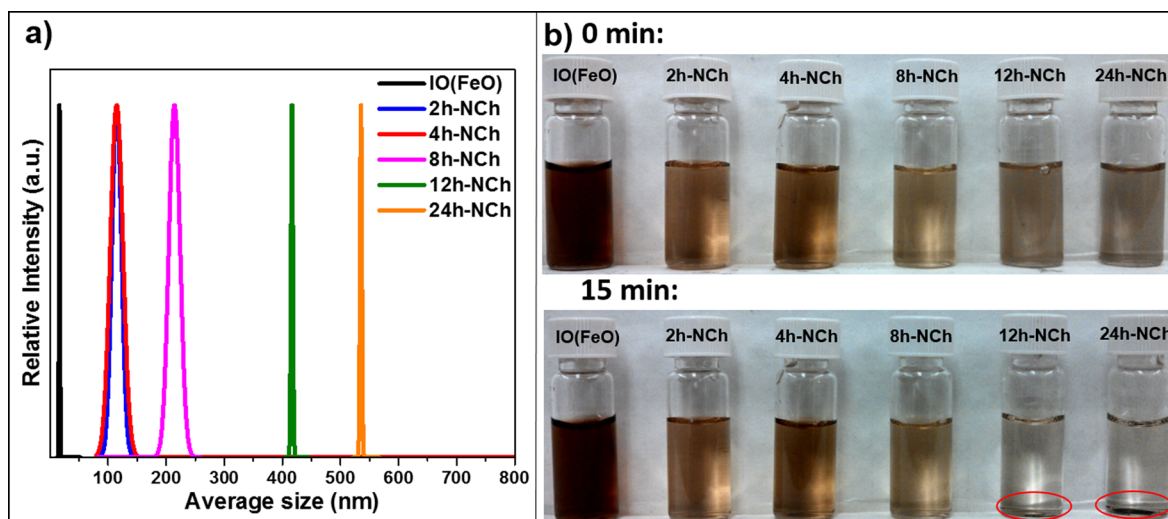 a)
IO(FeO)
2h-NCh
4h-NCh
8h-NCh
12h-NCh
24h-NCh
Relative Intensity (a.u.)
100 200 300 400 500 600 700 800
Average size (nm)
b) 0 min:
IO(FeO) 2h-NCh 4h-NCh 8h-NCh 12h-NCh 24h-NCh
15 min:
IO(FeO) 2h-NCh 4h-NCh 8h-NCh 12h-NCh 24h-NCh